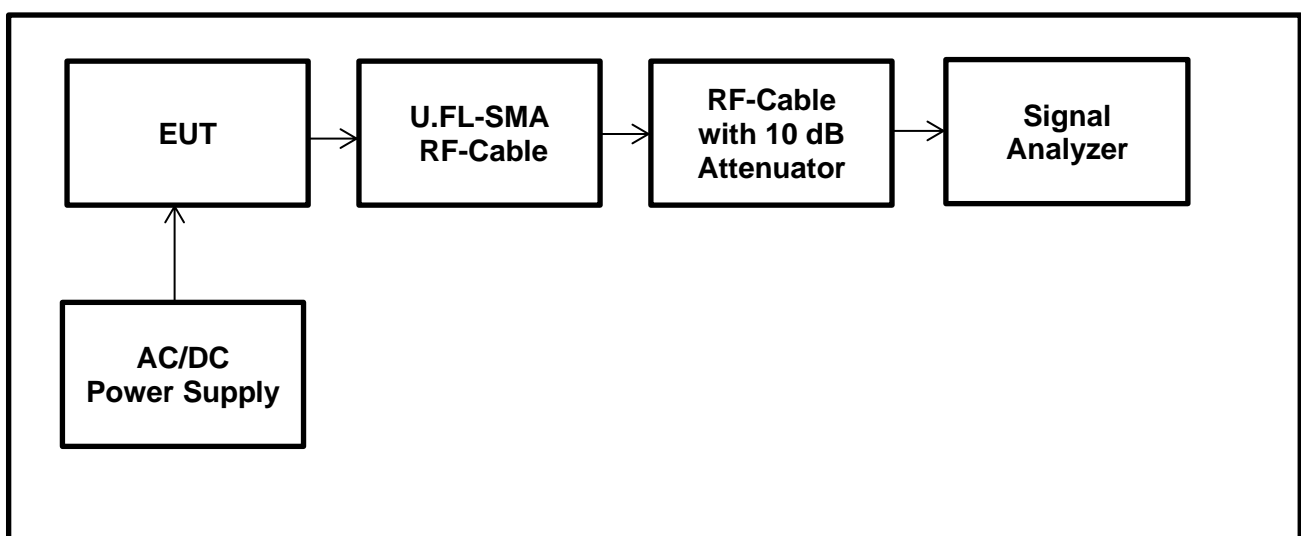 EUT
U.FL-SMA
RF-Cable
RF-Cable
with 10 dB
Attenuator
Signal
Analyzer
AC/DC
Power Supply